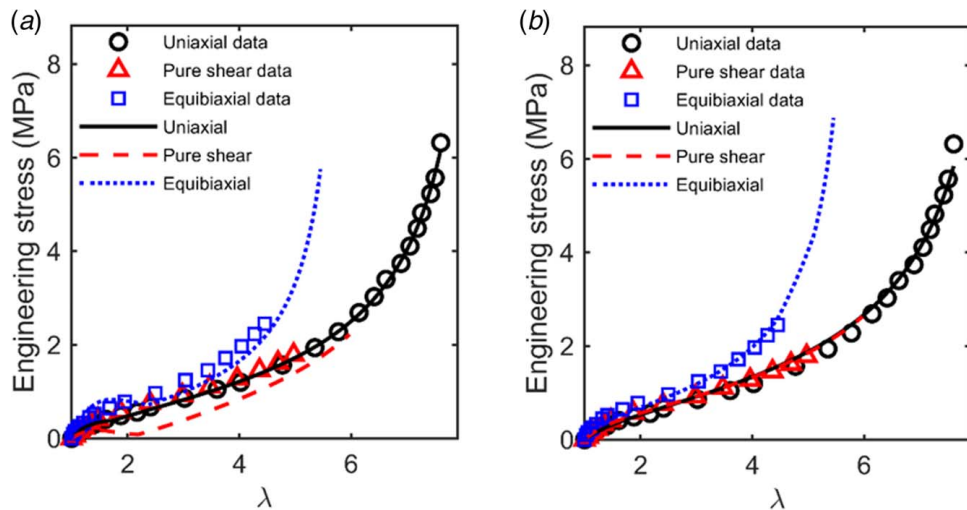 (a)
Engineering stress (MPa)
8
6
4
2
0
Uniaxial data
Pure shear data
Equibiaxial data
Uniaxial
Pure shear
Equibiaxial
2
4
6
λ
(b)
Engineering stress (MPa)
8
6
4
2
0
Uniaxial data
Pure shear data
Equibiaxial data
Uniaxial
Pure shear
Equibiaxial
2
4
6
λ